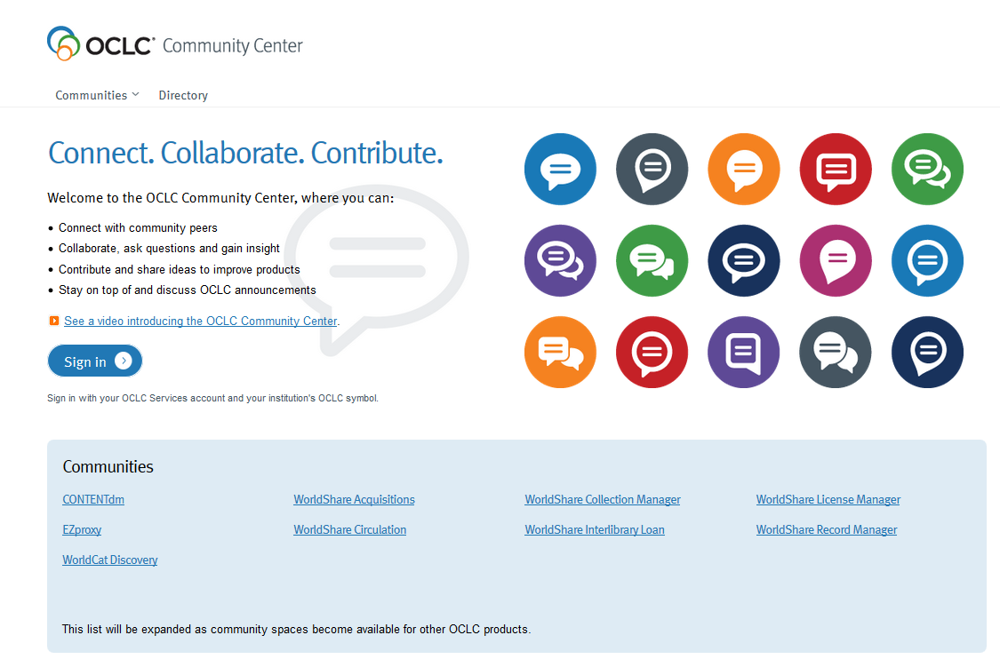 OCLC® Community Center
Communities Directory
Connect. Collaborate. Contribute.
Welcome to the OCLC Community Center, where you can:
• Connect with community peers
• Collaborate, ask questions and gain insight
• Contribute and share ideas to improve products
• Stay on top of and discuss OCLC announcements
See a video introducing the OCLC Community Center.
Sign in
Sign in with your OCLC Services account and your institution's OCLC symbol.
Communities
CONTENTdm WorldShare Acquisitions WorldShare Collection Manager WorldShare License Manager
EZproxy WorldShare Circulation WorldShare Interlibrary Loan WorldShare Record Manager
WorldCat Discovery
This list will be expanded as community spaces become available for other OCLC products.